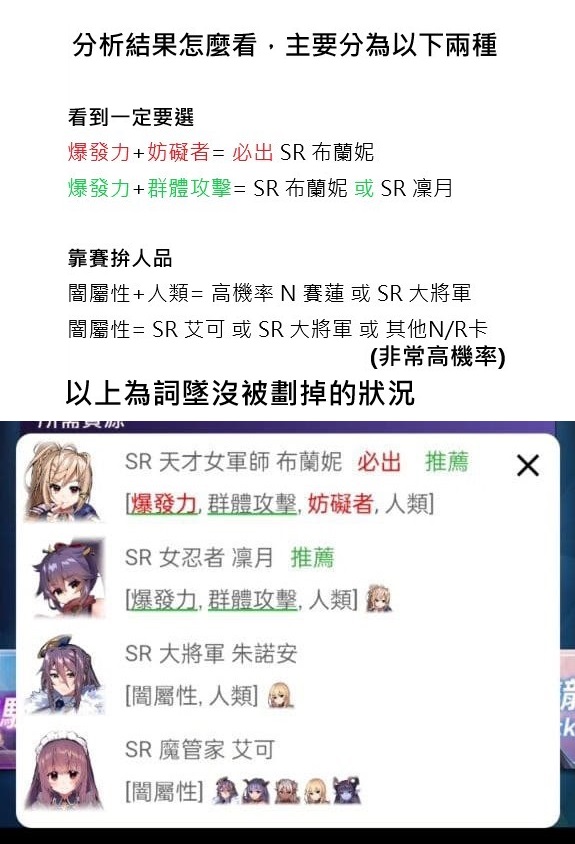 分析結果怎麼看，主要分為以下兩種
看到一定要選
爆發力+妨礙者= 必出 SR 布蘭妮
爆發力+群體攻擊= SR 布蘭妮 或 SR 凜月
靠賽拚人品
闇屬性+人類= 高機率 N 賽蓮 或 SR 大將軍
闇屬性= SR 艾可 或 SR 大將軍 或 其他N/R卡
(非常高機率)
以上為詞墜沒被劃掉的狀況
所需資源
SR 天才女軍師 布蘭妮 必出 推薦
[爆發力, 群體攻擊, 妨礙者, 人類]
SR 女忍者 凜月 推薦
[爆發力, 群體攻擊, 人類]
SR 大將軍 朱諾安
[闇屬性, 人類]
SR 魔管家 艾可
[闇屬性]